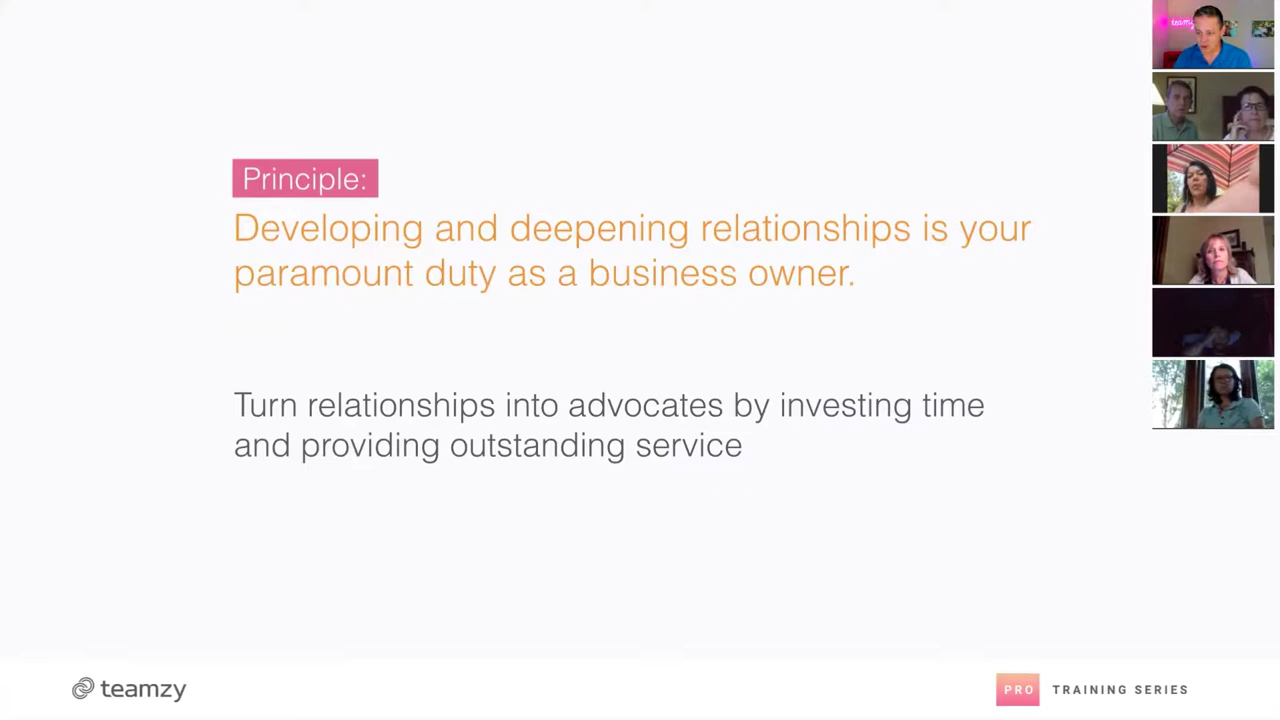 Principle:
Developing and deepening relationships is your
paramount duty as a business owner.
Turn relationships into advocates by investing time
and providing outstanding service
teamzy
PRO TRAINING SERIES